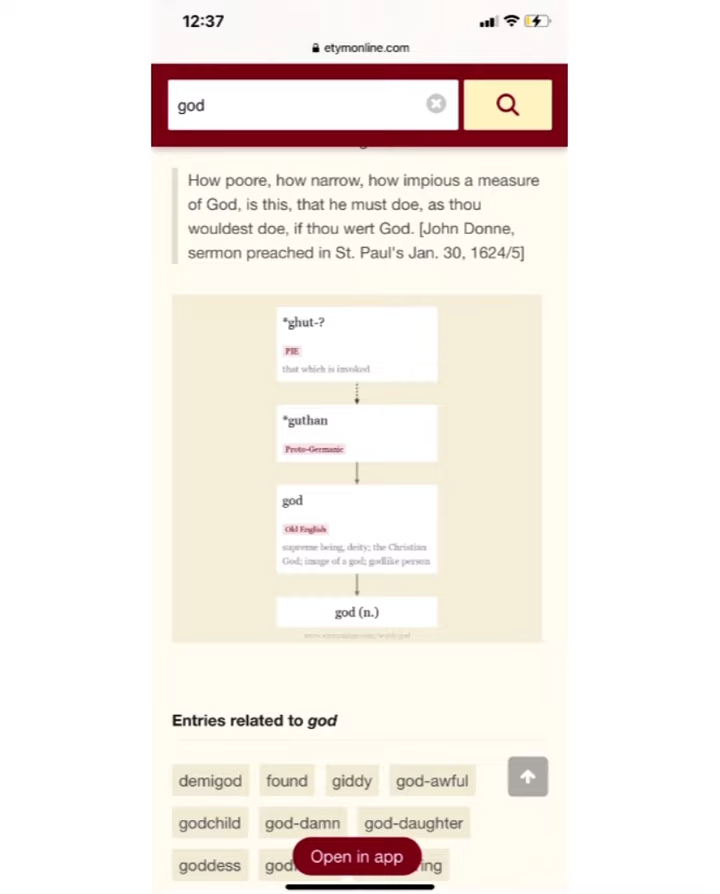 12:37
etymonline.com
god
How poore, how narrow, how impious a measure
of God, is this, that he must doe, as thou
wouldest doe, if thou wert God. [John Donne,
sermon preached in St. Paul's Jan. 30, 1624/5]
*ghut-?
PIE
that which is invoked
*guthan
Proto-Germanic
god
Old English
supreme being, deity; the Christian
God; image of a god; godlike person
god (n.)
Entries related to god
demigod found giddy god-awful
godchild god-damn god-daughter
goddess
Open in app